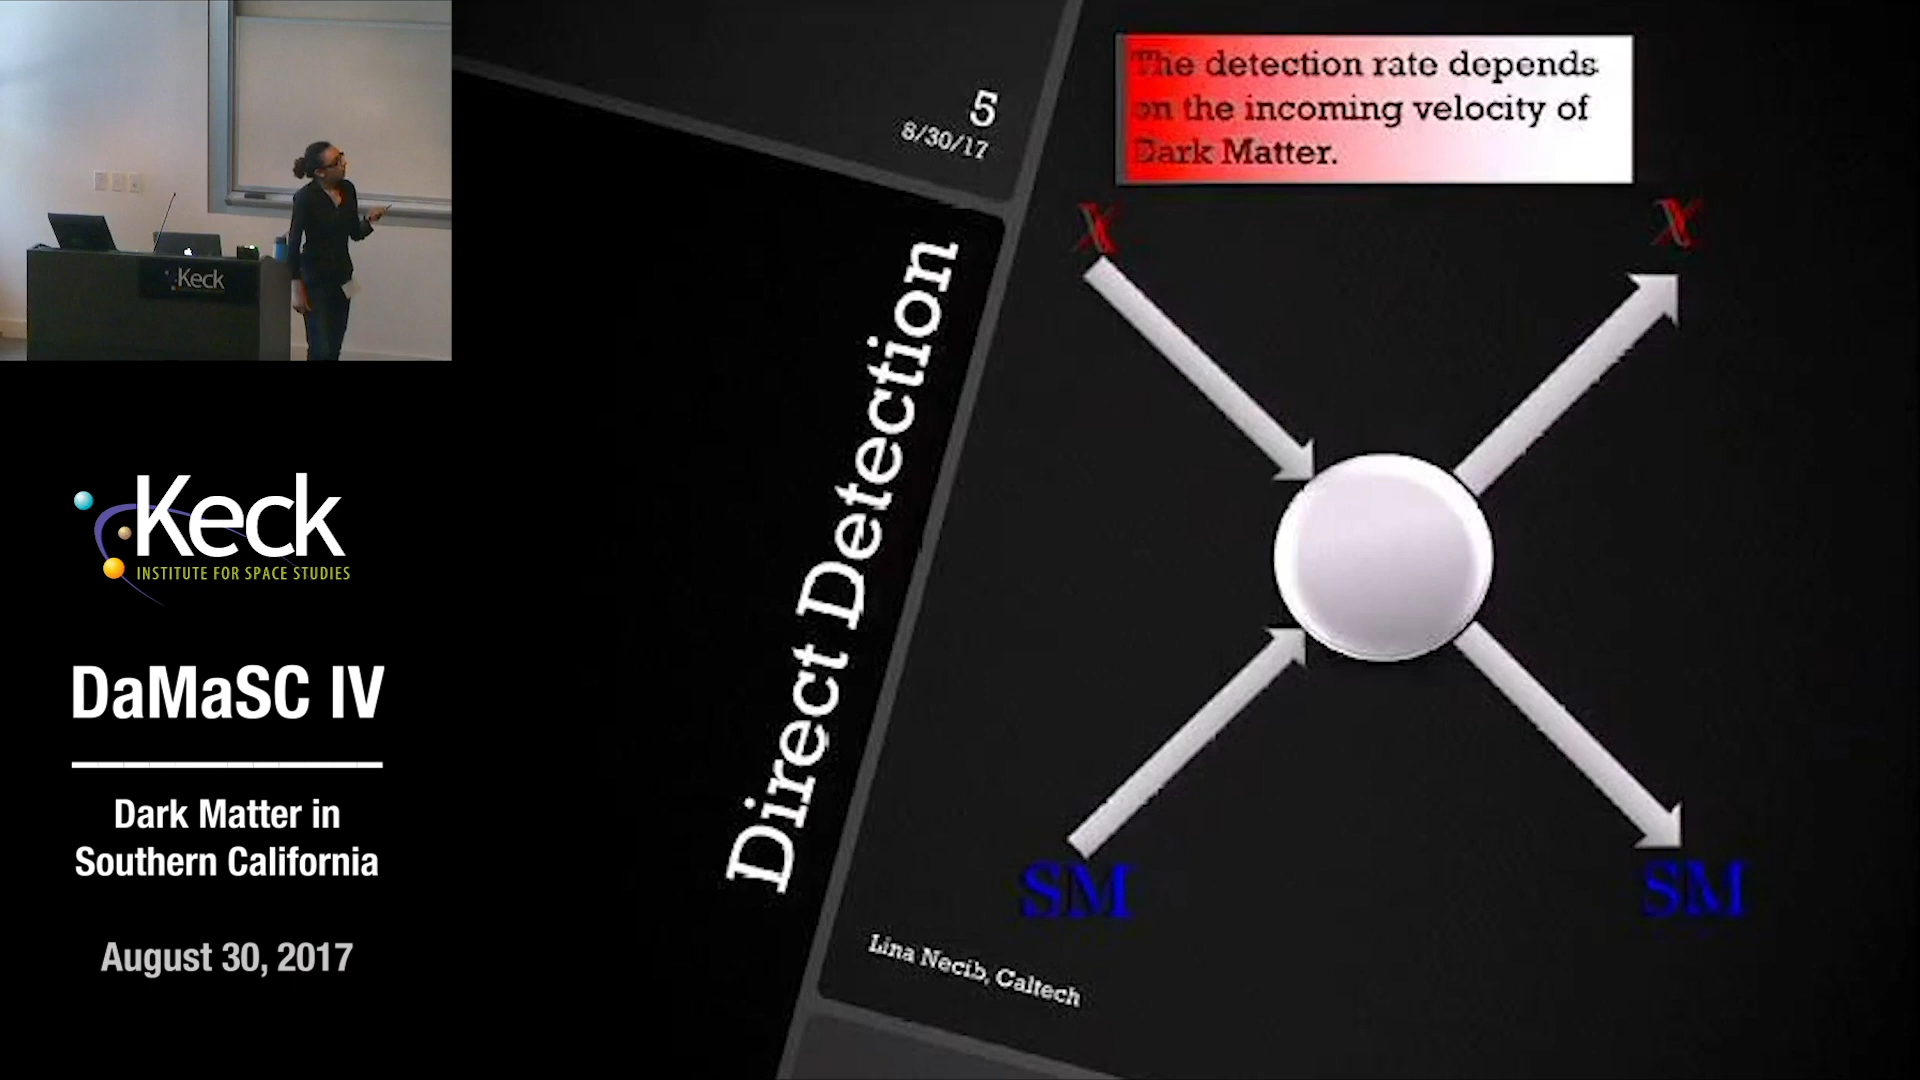 Keck
Keck
INSTITUTE FOR SPACE STUDIES
DaMaSC IV
Dark Matter in
Southern California
August 30, 2017
5
8/30/17
Direct Detection
Lina Necib, Caltech
The detection rate depends
on the incoming velocity of
Dark Matter.
χ
χ
SM
SM